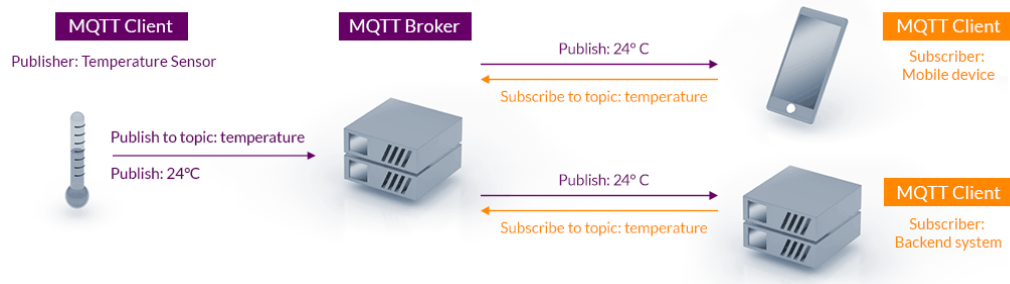 MQTT Client
Publisher: Temperature Sensor
Publish to topic: temperature
Publish: 24°C
MQTT Broker
Publish: 24° C
Subscribe to topic: temperature
MQTT Client
Subscriber:
Mobile device
Publish: 24° C
Subscribe to topic: temperature
MQTT Client
Subscriber:
Backend system